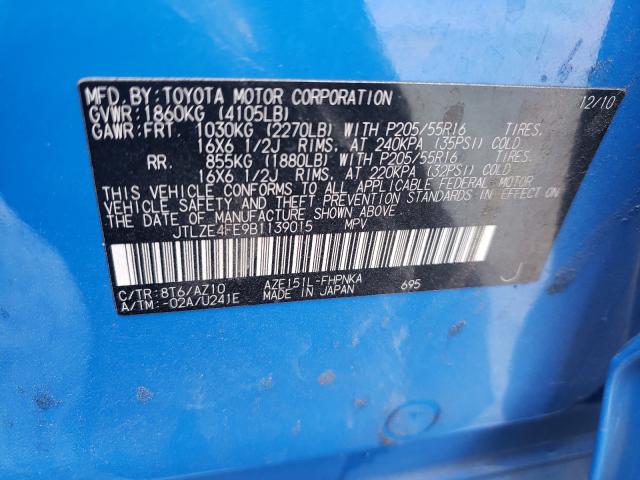 MFD. BY: TOYOTA MOTOR CORPORATION 12/10
GVWR: 1860KG (4105LB)
GAWR: FRT. 1030KG (2270LB) WITH P205/55R16 TIRES.
16X6 1/2J RIMS. AT 240KPA (35PSI) COLD
RR. 855KG (1880LB) WITH P205/55R16 TIRES.
16X6 1/2J RIMS. AT 220KPA (32PSI) COLD
THIS VEHICLE CONFORMS TO ALL APPLICABLE FEDERAL MOTOR
VEHICLE SAFETY AND THEFT PREVENTION STANDARDS IN EFFECT ON
THE DATE OF MANUFACTURE SHOWN ABOVE.
JTLZE4FE9B1139015 MPV
C/TR: 8T6/AZ10 AZE151L-FHPNKA J
A/TM: -02A/U241E MADE IN JAPAN 695